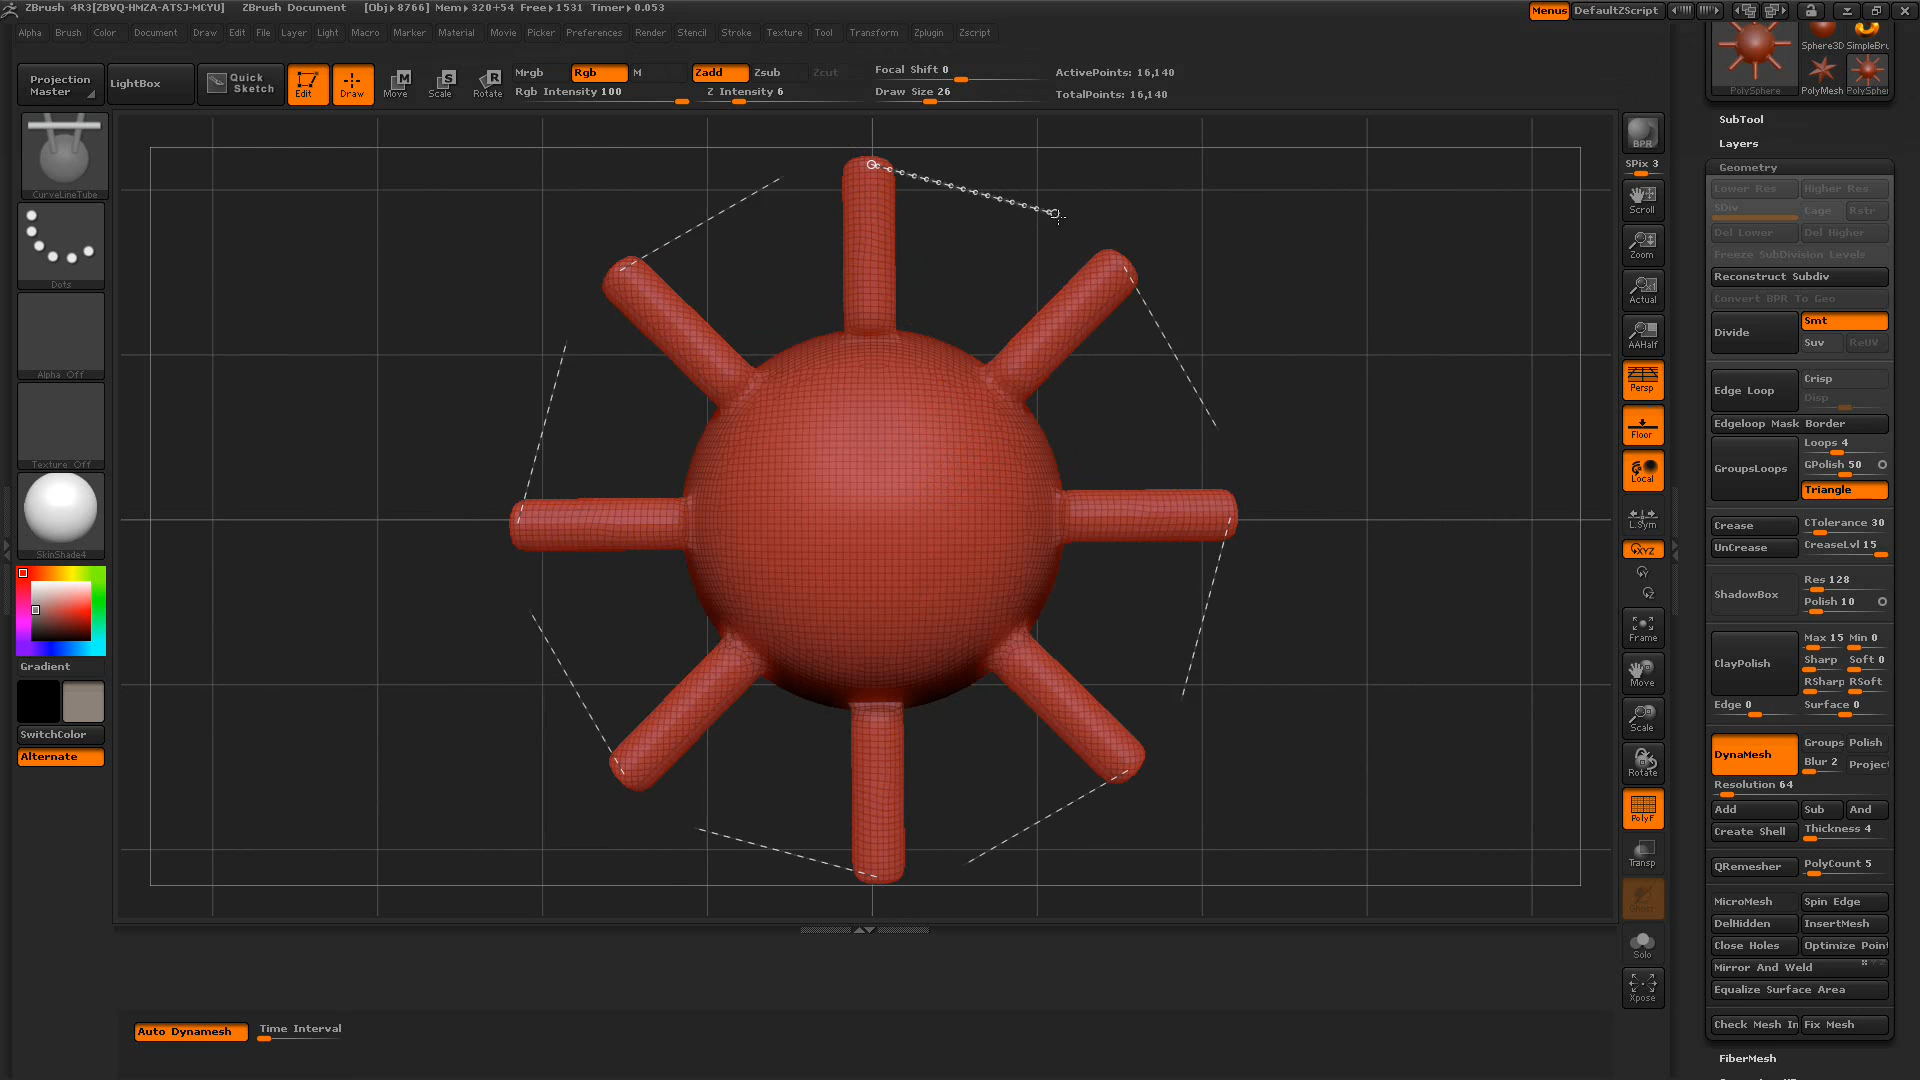 ZBrush 4R3[ZBVQ-HMZA-ATSJ-MCYU] ZBrush Document [Obj>8766] Mem>320+54 Free>1531 Timer>0.053 Menus DefaultZScript
Alpha Brush Color Document Draw Edit File Layer Light Macro Marker Material Movie Picker Preferences Render Stencil Stroke Texture Tool Transform Zplugin Zscript
Projection Master
LightBox
Quick Sketch
Edit Draw Move Scale Rotate
Mrgb Rgb M Zadd Zsub Zcut
Rgb Intensity 100 Z Intensity 6
Focal Shift 0
Draw Size 26
ActivePoints: 16,140
TotalPoints: 16,140
CurveLineTube
Dots
Alpha Off
Texture Off
SkinShade4
Gradient
SwitchColor
Alternate
Auto Dynamesh Time Interval
BPR
SPix 3
Scroll
Zoom
Actual
AAHalf
Persp
Floor
Local
L.Sym
XYZ
Y
Z
Frame
Move
Scale
Rotate
PolyF
Transp
Ghost
Solo
Xpose
Sphere3D SimpleBru
PolySphere PolyMesh PolySpher
SubTool
Layers
Geometry
Lower Res Higher Res
SDiv Cage Rstr
Del Lower Del Higher
Freeze SubDivision Levels
Reconstruct Subdiv
Convert BPR To Geo
Divide Smt
Suv ReUV
Edge Loop Crisp
Disp
Edgeloop Mask Border
GroupsLoops Loops 4
GPolish 50
Triangle
Crease CTolerance 30
UnCrease CreaseLvl 15
ShadowBox Res 128
Polish 10
ClayPolish Max 15 Min 0
Sharp Soft 0
RSharp RSoft
Edge 0 Surface 0
DynaMesh Groups Polish
Blur 2 Projec
Resolution 64
Add Sub And
Create Shell Thickness 4
QRemesher PolyCount 5
MicroMesh Spin Edge
DelHidden InsertMesh
Close Holes Optimize Poin
Mirror And Weld
Equalize Surface Area
Check Mesh In Fix Mesh
FiberMesh